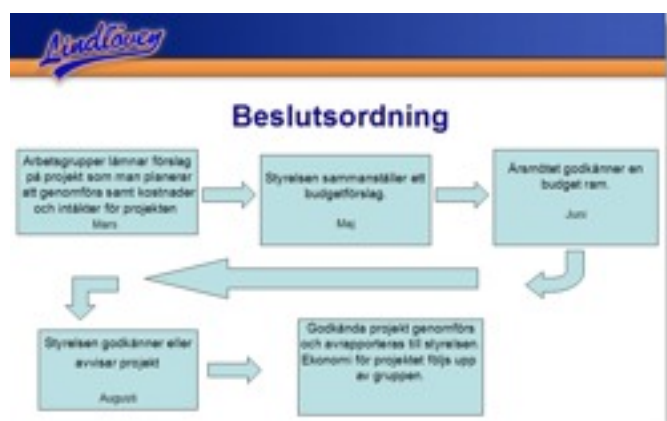 Lindlöven
Beslutsordning
Arbetsgrupper lämnar förslag
på projekt som man planerar
att genomföra samt kostnader
och intäkter för projekten
Mars
Styrelsen sammanställer ett
budgetförslag.
Maj
Årsmötet godkänner en
budget ram.
Juni
Styrelsen godkänner eller
avvisar projekt
Augusti
Godkända projekt genomförs
och avrapporteras till styrelsen.
Ekonomi för projektet följs upp
av gruppen.